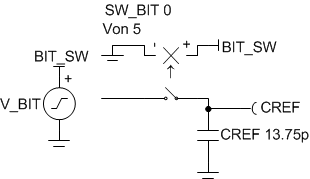 SW_BIT 0
Von 5
BIT_SW
BIT_SW
+
' +
V_BIT
CREF
CREF 13.75p